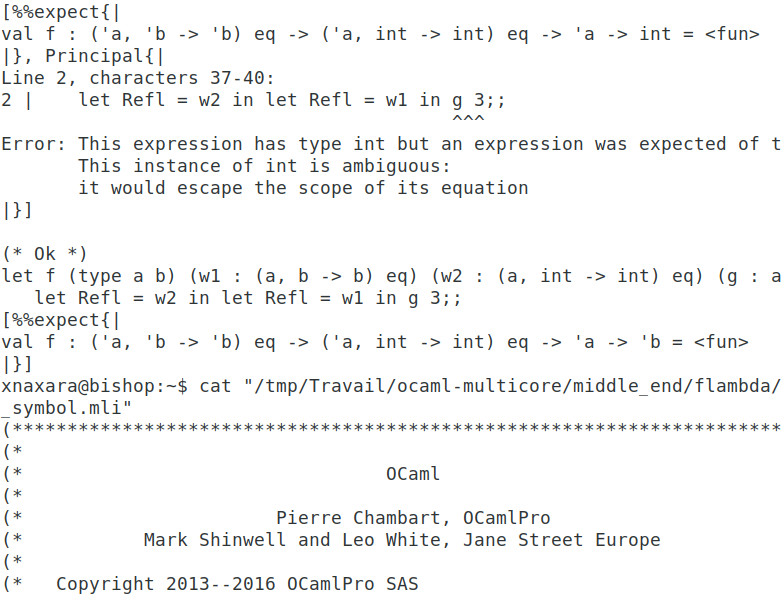 [%%expect{|
val f : ('a, 'b -> 'b) eq -> ('a, int -> int) eq -> 'a -> int = <fun>
|}, Principal{|
Line 2, characters 37-40:
2 |    let Refl = w2 in let Refl = w1 in g 3;;
                                         ^^^
Error: This expression has type int but an expression was expected of t
       This instance of int is ambiguous:
       it would escape the scope of its equation
|}]

(* Ok *)
let f (type a b) (w1 : (a, b -> b) eq) (w2 : (a, int -> int) eq) (g : a
   let Refl = w2 in let Refl = w1 in g 3;;
[%%expect{|
val f : ('a, 'b -> 'b) eq -> ('a, int -> int) eq -> 'a -> 'b = <fun>
|}]
xnaxara@bishop:~$ cat "/tmp/Travail/ocaml-multicore/middle_end/flambda/
_symbol.mli"
(**********************************************************************
(*
(*                                 OCaml
(*
(*                       Pierre Chambart, OCamlPro
(*           Mark Shinwell and Leo White, Jane Street Europe
(*
(*   Copyright 2013--2016 OCamlPro SAS